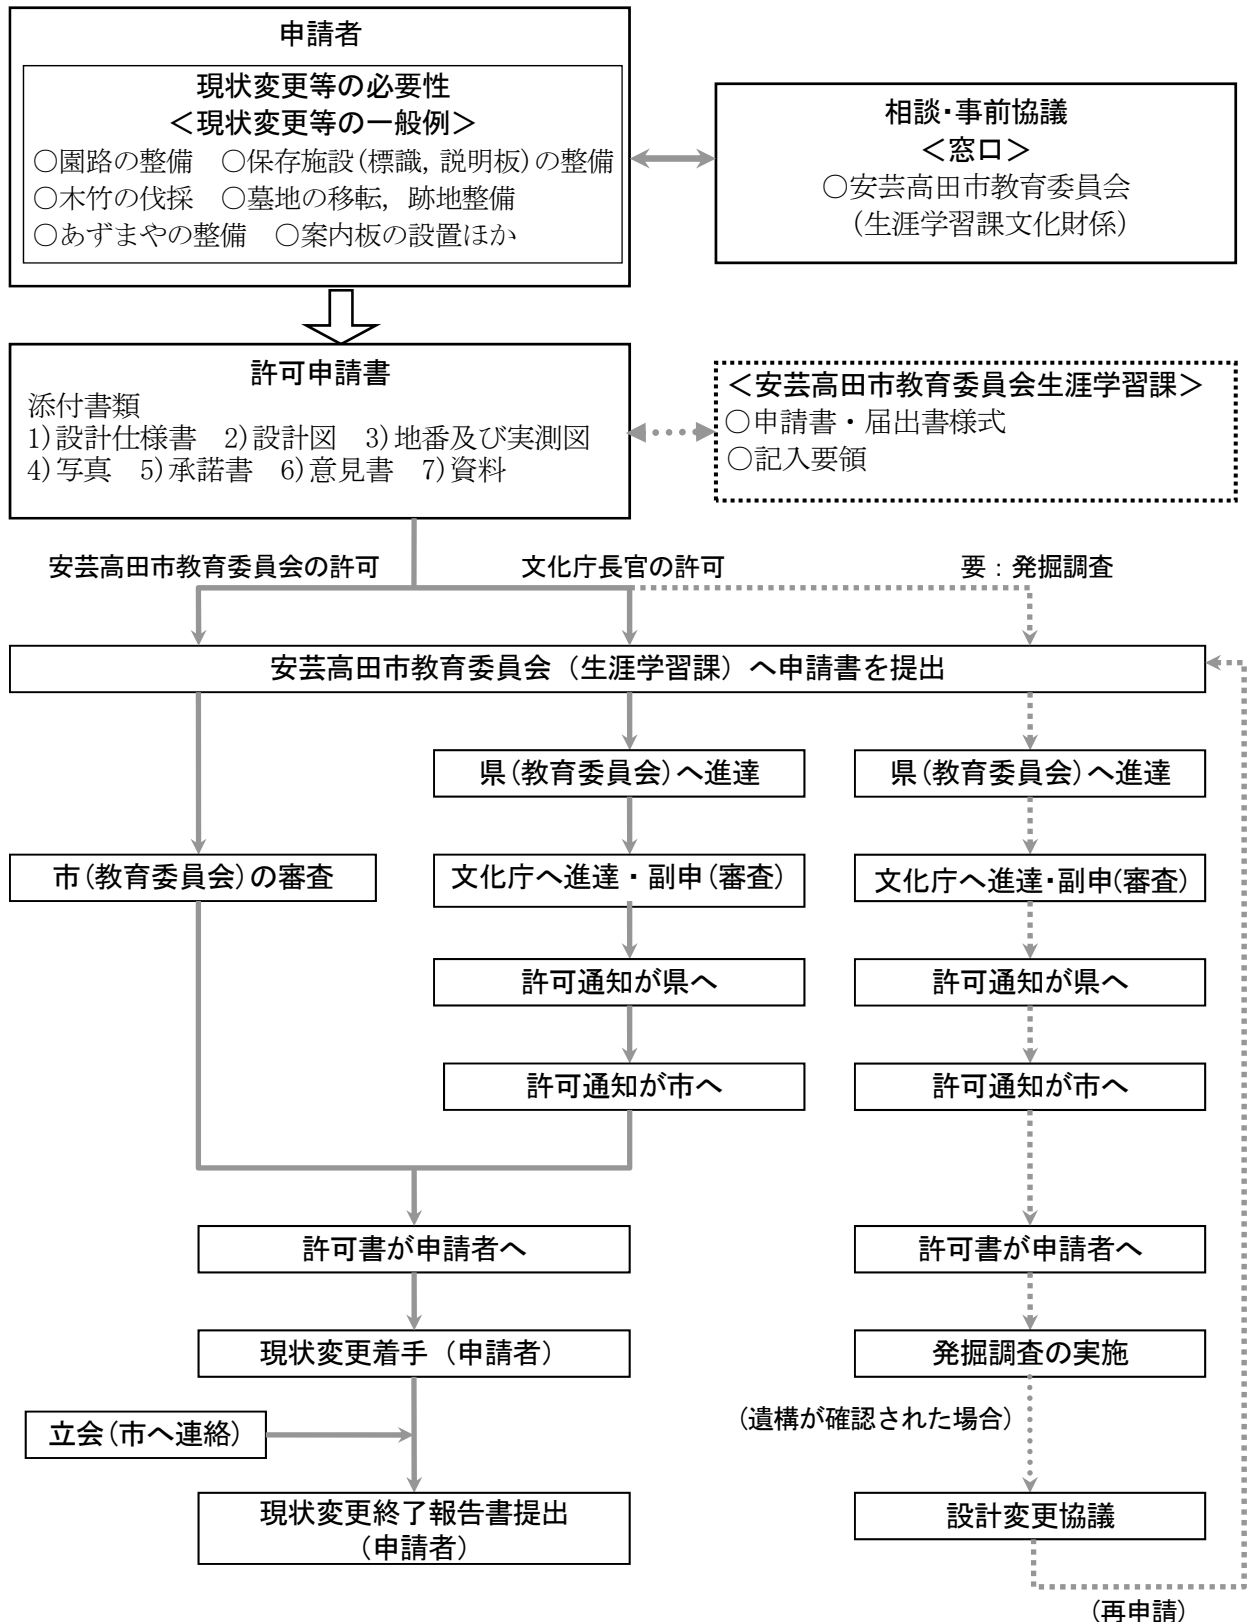 申請者
現状変更等の必要性
＜現状変更等の一般例＞
○園路の整備　○保存施設(標識, 説明板)の整備
○木竹の伐採　○墓地の移転，跡地整備
○あずまやの整備　○案内板の設置ほか
相談･事前協議
＜窓口＞
○安芸高田市教育委員会
(生涯学習課文化財係)
許可申請書
添付書類
1)設計仕様書　2)設計図　3)地番及び実測図
4)写真　5)承諾書　6)意見書　7)資料
＜安芸高田市教育委員会生涯学習課＞
○申請書・届出書様式
○記入要領
安芸高田市教育委員会の許可
文化庁長官の許可
要：発掘調査
安芸高田市教育委員会（生涯学習課）へ申請書を提出
県(教育委員会)へ進達
県(教育委員会)へ進達
市(教育委員会)の審査
文化庁へ進達・副申(審査)
文化庁へ進達･副申(審査)
許可通知が県へ
許可通知が県へ
許可通知が市へ
許可通知が市へ
許可書が申請者へ
許可書が申請者へ
現状変更着手（申請者）
発掘調査の実施
立会(市へ連絡)
(遺構が確認された場合)
現状変更終了報告書提出
(申請者)
設計変更協議
(再申請)